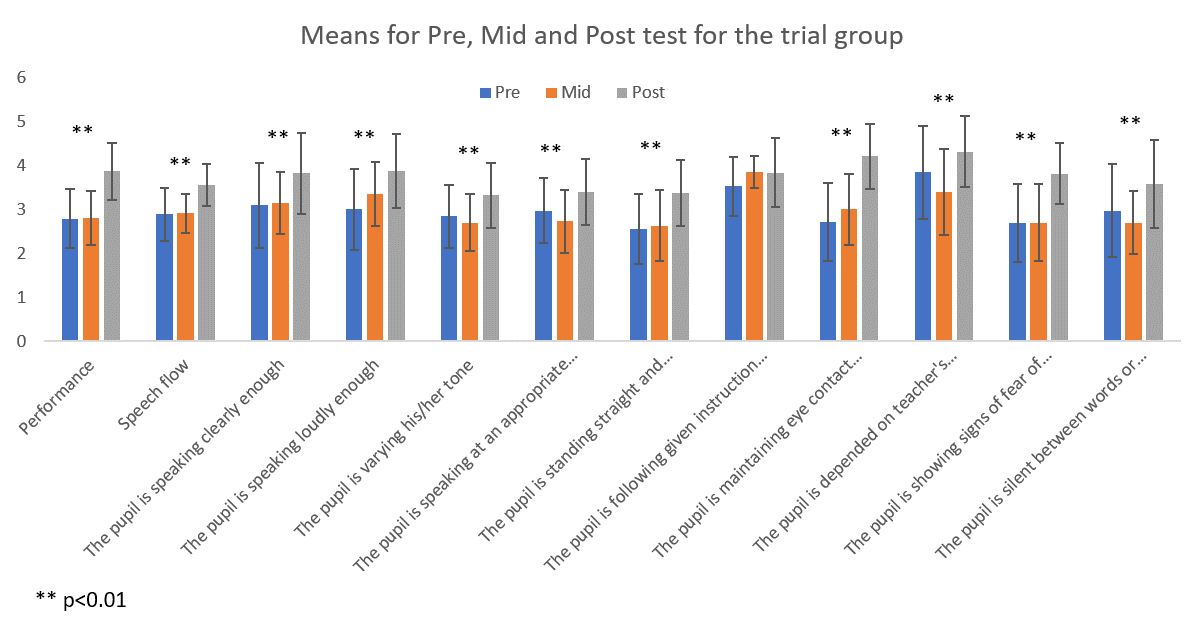 Means for Pre, Mid and Post test for the trial group
Pre Mid Post
6
5
4
3
2
1
0
** ** ** ** ** ** ** ** ** ** **
Performance
Speech flow
The pupil is speaking clearly enough
The pupil is speaking loudly enough
The pupil is varying his/her tone
The pupil is speaking at an appropriate...
The pupil is standing straight and...
The pupil is following given instruction...
The pupil is maintaining eye contact...
The pupil is depended on teacher's...
The pupil is showing signs of fear of...
The pupil is silent between words or...
** p<0.01